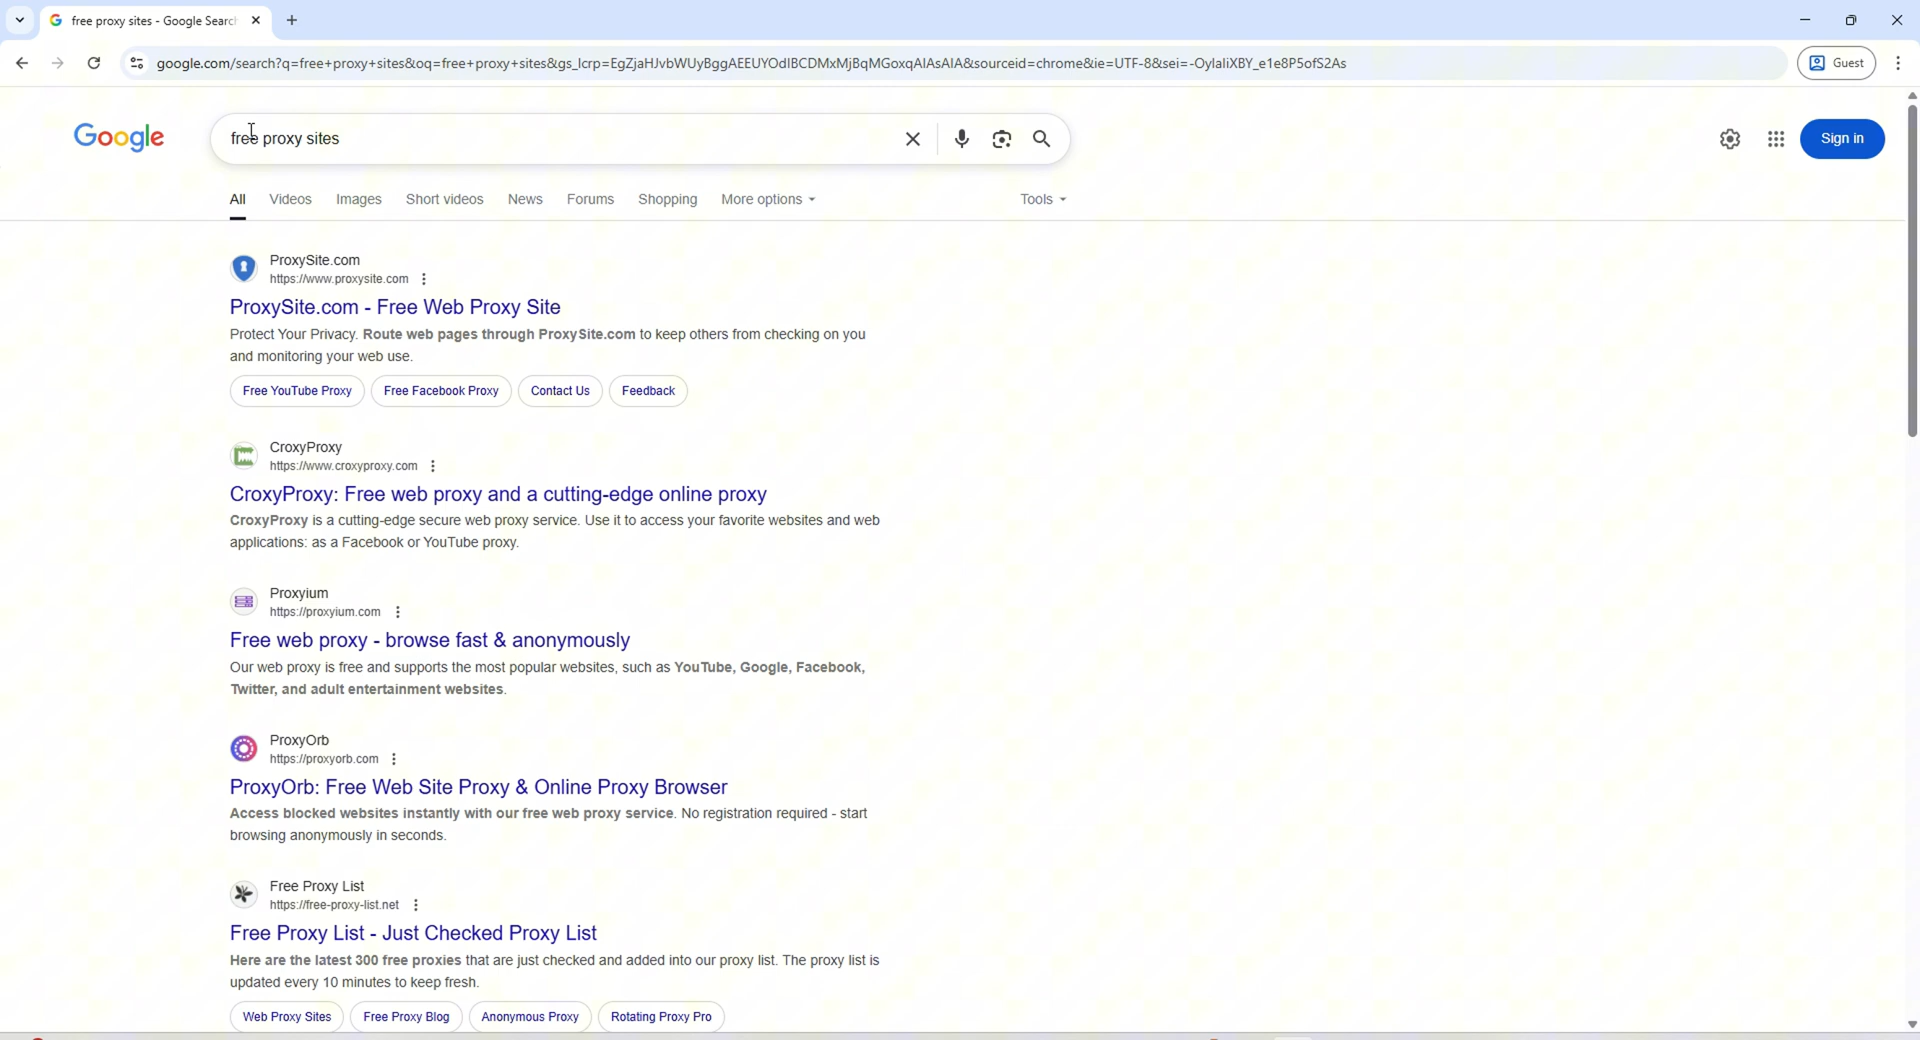 free proxy sites - Google Search
google.com/search?q=free+proxy+sites&oq=free+proxy+sites&gs_lcrp=EgZjaHJvbWUyBggAEEUYOdIBCDMxMjBqMGoxqAIAsAIA&sourceid=chrome&ie=UTF-8&sei=-OylaliXBY_e1e8P5ofS2As
Guest
Google
free proxy sites
Sign in
All Videos Images Short videos News Forums Shopping More options Tools
ProxySite.com
https://www.proxysite.com
ProxySite.com - Free Web Proxy Site
Protect Your Privacy. Route web pages through ProxySite.com to keep others from checking on you
and monitoring your web use.
Free YouTube Proxy Free Facebook Proxy Contact Us Feedback
CroxyProxy
https://www.croxyproxy.com
CroxyProxy: Free web proxy and a cutting-edge online proxy
CroxyProxy is a cutting-edge secure web proxy service. Use it to access your favorite websites and web
applications: as a Facebook or YouTube proxy.
Proxyium
https://proxyium.com
Free web proxy - browse fast & anonymously
Our web proxy is free and supports the most popular websites, such as YouTube, Google, Facebook,
Twitter, and adult entertainment websites.
ProxyOrb
https://proxyorb.com
ProxyOrb: Free Web Site Proxy & Online Proxy Browser
Access blocked websites instantly with our free web proxy service. No registration required - start
browsing anonymously in seconds.
Free Proxy List
https://free-proxy-list.net
Free Proxy List - Just Checked Proxy List
Here are the latest 300 free proxies that are just checked and added into our proxy list. The proxy list is
updated every 10 minutes to keep fresh.
Web Proxy Sites Free Proxy Blog Anonymous Proxy Rotating Proxy Pro